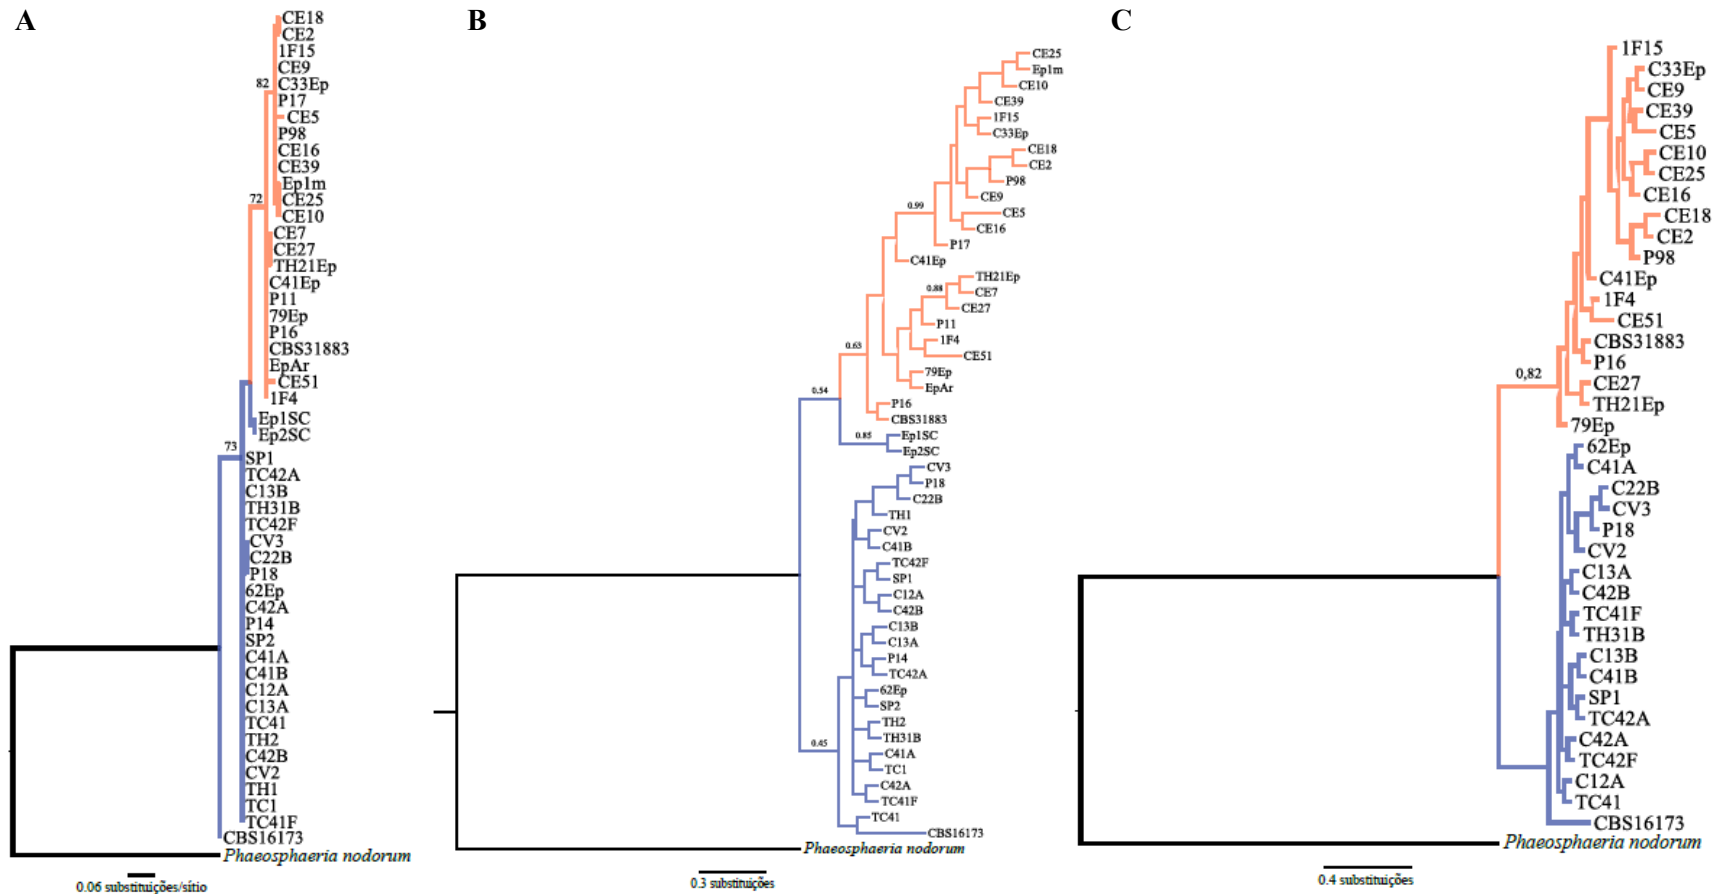 A
CE18
CE2
1F15
CE9
82
C33Ep
P17
CE5
P98
CE16
CE39
Ep1m
72
CE25
CE10
CE7
CE27
TH21Ep
C41Ep
P11
79Ep
P16
CBS31883
EpAr
CE51
1F4
Ep1SC
Ep2SC
73
SP1
TC42A
C13B
TH31B
TC42F
CV3
C22B
P18
62Ep
C42A
P14
SP2
C41A
C41B
C12A
C13A
TC41
TH2
C42B
CV2
TH1
TC1
TC41F
CBS16173
Phaeosphaeria nodorum
0.06 substituições/sítio
B
CE25
Ep1m
CE10
CE39
1F15
C33Ep
CE18
CE2
P98
CE9
0.99
CE5
CE16
P17
C41Ep
TH21Ep
0.88
CE7
CE27
P11
1F4
0.63
CE51
79Ep
EpAr
0.54
P16
CBS31883
0.85
Ep1SC
Ep2SC
CV3
P18
C22B
TH1
CV2
C41B
TC42F
SP1
C12A
C42B
C13B
C13A
P14
TC42A
62Ep
SP2
TH2
TH31B
0.45
C41A
TC1
C42A
TC41F
TC41
CBS16173
Phaeosphaeria nodorum
0.3 substituições
C
1F15
C33Ep
CE9
CE39
CE5
CE10
CE25
CE16
CE18
CE2
P98
C41Ep
1F4
CE51
CBS31883
P16
0,82
CE27
TH21Ep
79Ep
62Ep
C41A
C22B
CV3
P18
CV2
C13A
C42B
TC41F
TH31B
C13B
C41B
SP1
TC42A
C42A
TC42F
C12A
TC41
CBS16173
Phaeosphaeria nodorum
0.4 substituições